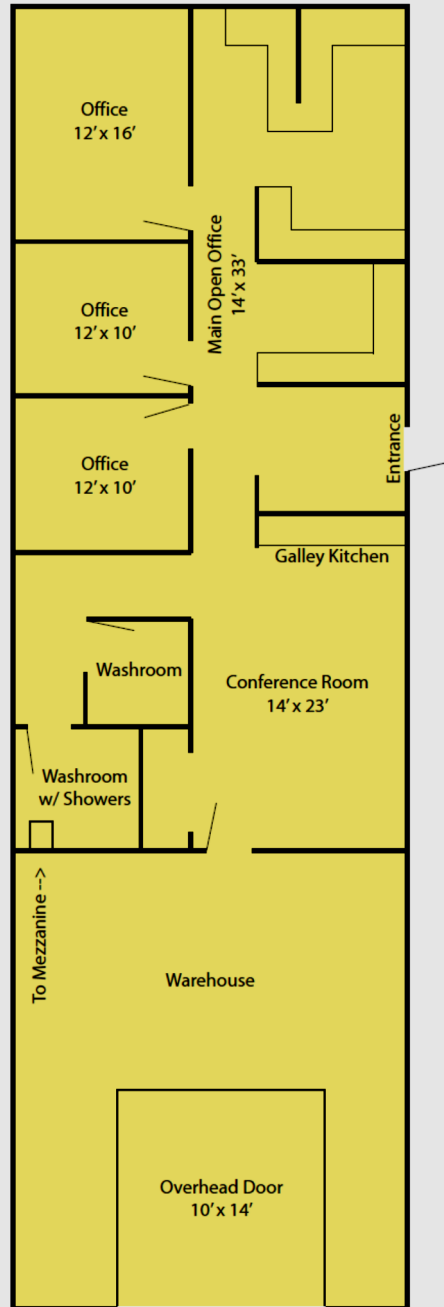 Office
12’ x 16’
Main Open Office
14’ x 33’
Office
12’ x 10’
Entrance
Office
12’ x 10’
Galley Kitchen
Washroom
Conference Room
14’ x 23’
Washroom
w/ Showers
To Mezzanine -->
Warehouse
Overhead Door
10’ x 14’